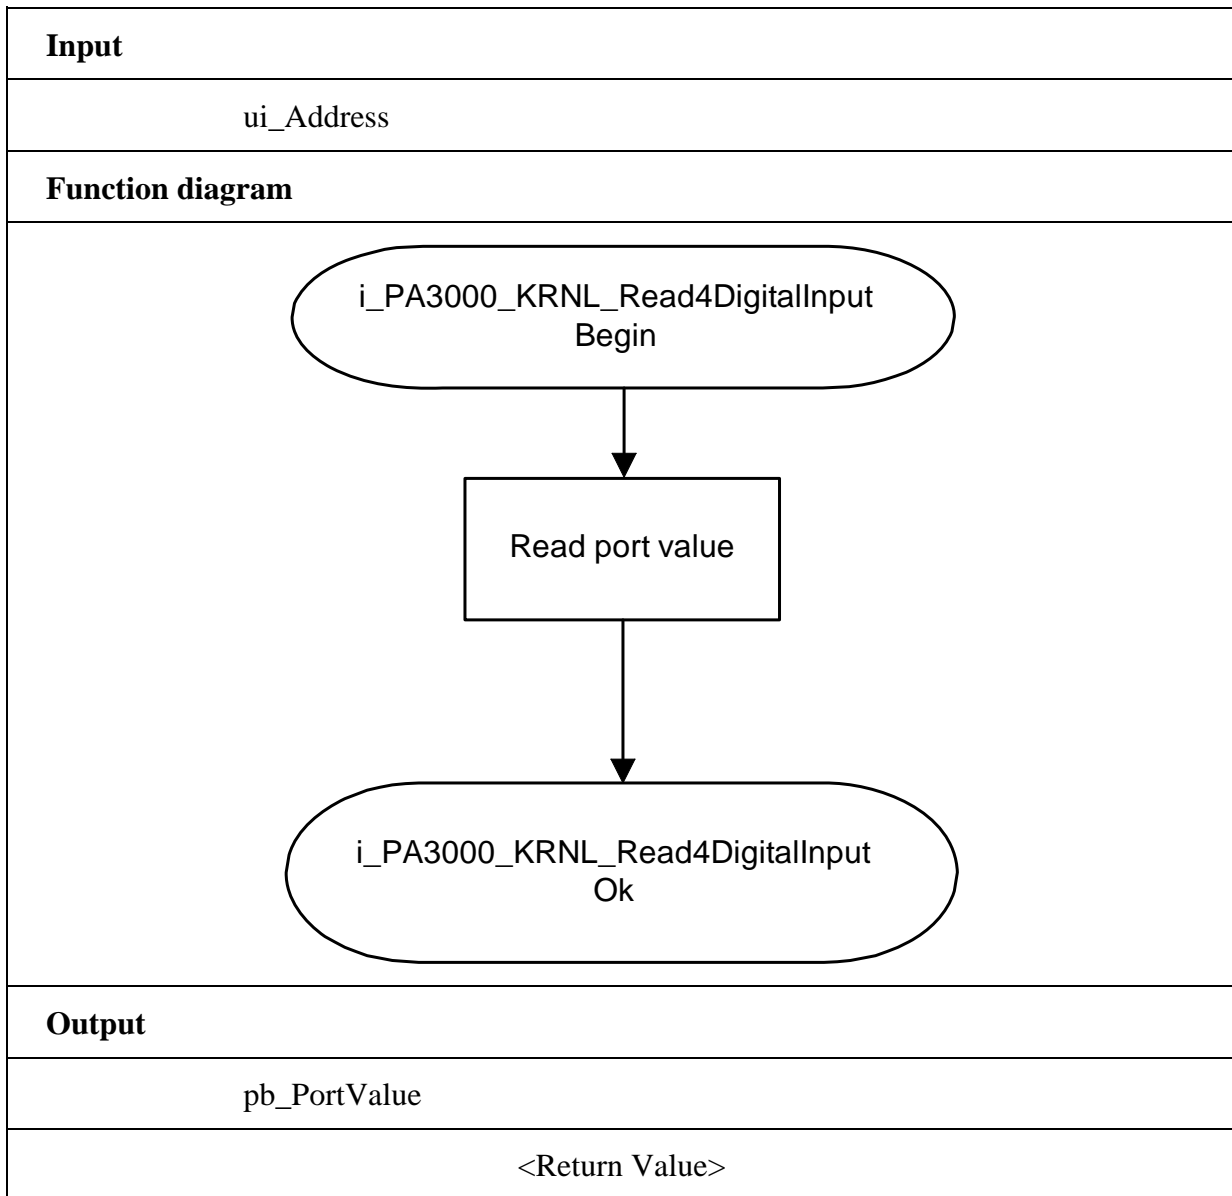 Input
ui_Address
Function diagram
i_PA3000_KRNL_Read4DigitalInput
Begin
Read port value
i_PA3000_KRNL_Read4DigitalInput
Ok
Output
pb_PortValue
<Return Value>